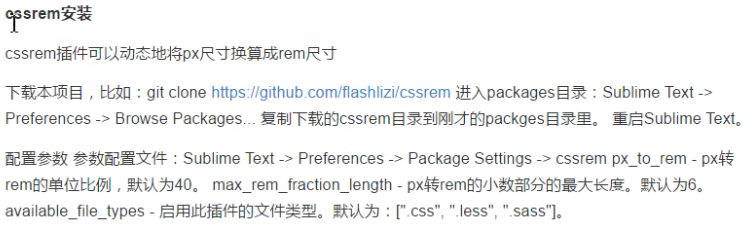 cssrem安装
cssrem插件可以动态地将px尺寸换算成rem尺寸
下载本项目，比如：git clone https://github.com/flashlizi/cssrem 进入packages目录：Sublime Text ->
Preferences -> Browse Packages... 复制下载的cssrem目录到刚才的packges目录里。 重启Sublime Text。
配置参数 参数配置文件：Sublime Text -> Preferences -> Package Settings -> cssrem px_to_rem - px转
rem的单位比例，默认为40。 max_rem_fraction_length - px转rem的小数部分的最大长度。默认为6。
available_file_types - 启用此插件的文件类型。默认为：[".css", ".less", ".sass"]。